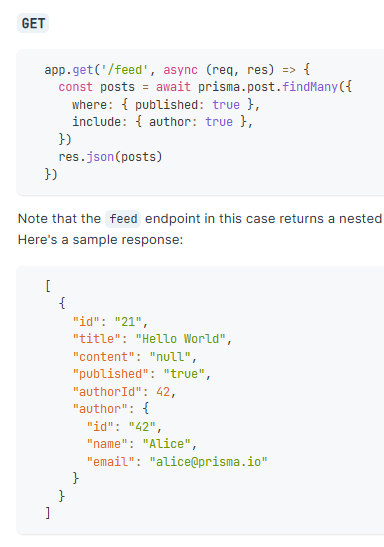 GET
app.get('/feed', async (req, res) => {
  const posts = await prisma.post.findMany({
    where: { published: true },
    include: { author: true },
  })
  res.json(posts)
})
Note that the feed endpoint in this case returns a nested
Here's a sample response:
[
  {
    "id": "21",
    "title": "Hello World",
    "content": "null",
    "published": "true",
    "authorId": 42,
    "author": {
      "id": "42",
      "name": "Alice",
      "email": "alice@prisma.io"
    }
  }
]